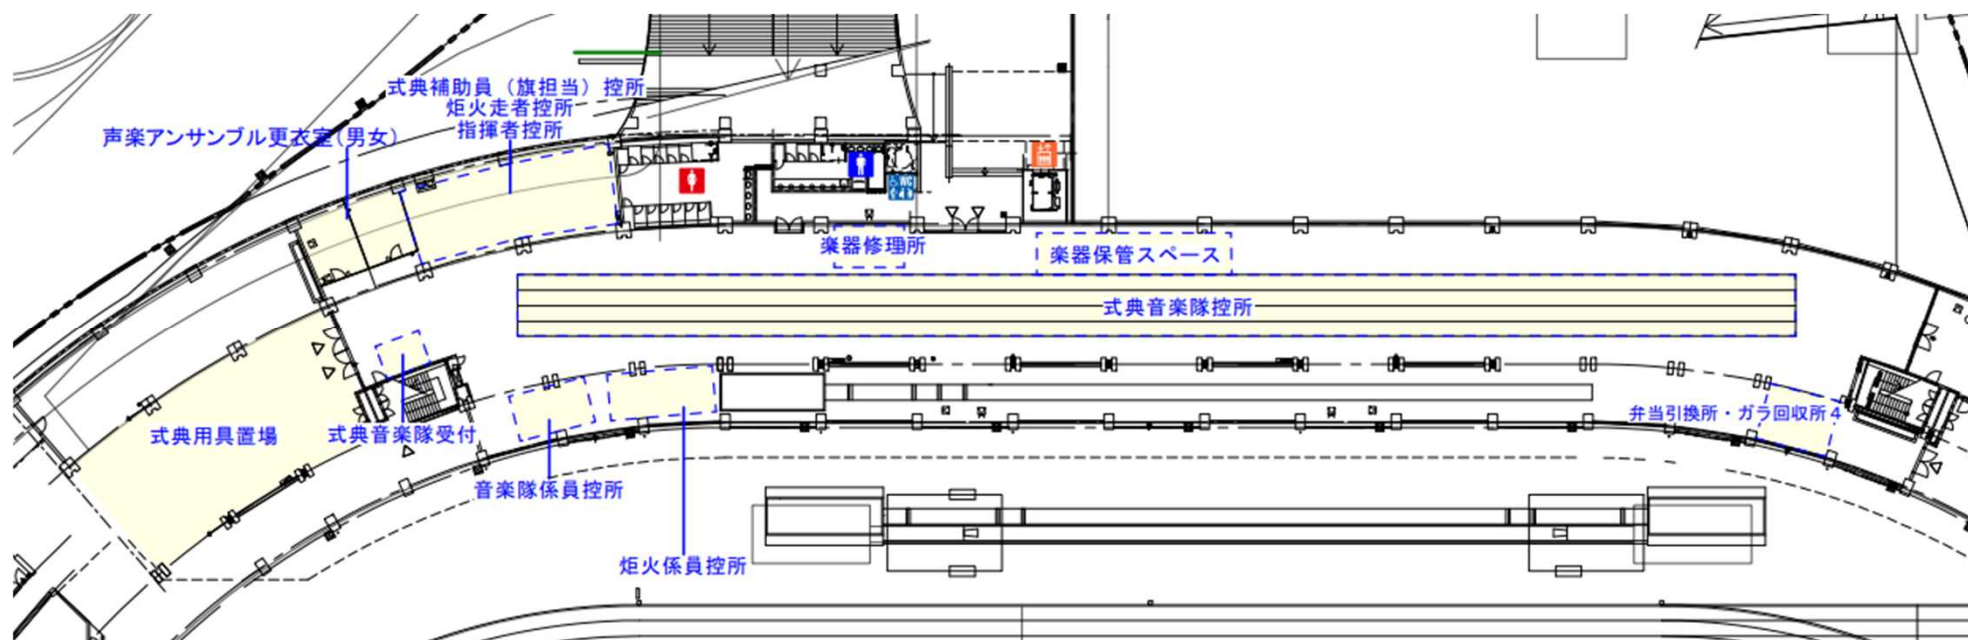 式典補助員（旗担当）控所
炬火走者控所
指揮者控所
声楽アンサンブル更衣室(男女)
WC
楽器修理所
楽器保管スペース
式典音楽隊控所
弁当引換所・ガラ回収所４
式典用具置場
式典音楽隊受付
音楽隊係員控所
炬火係員控所